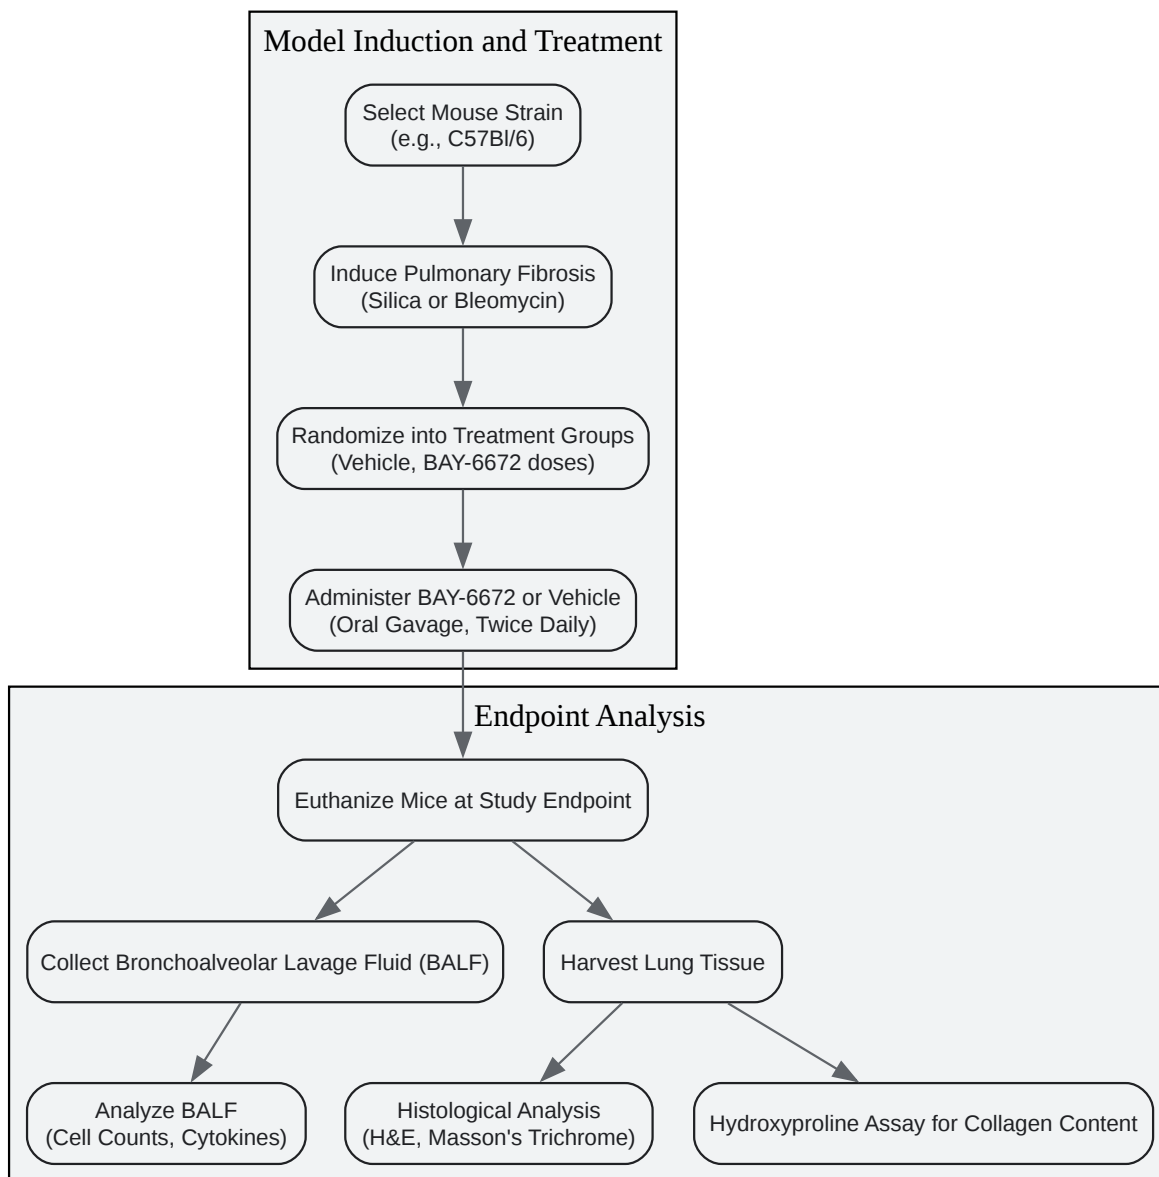 Model Induction and Treatment
Select Mouse Strain
(e.g., C57Bl/6)
Induce Pulmonary Fibrosis
(Silica or Bleomycin)
Randomize into Treatment Groups
(Vehicle, BAY-6672 doses)
Administer BAY-6672 or Vehicle
(Oral Gavage, Twice Daily)
Endpoint Analysis
Euthanize Mice at Study Endpoint
Collect Bronchoalveolar Lavage Fluid (BALF)
Harvest Lung Tissue
Analyze BALF
(Cell Counts, Cytokines)
Histological Analysis
(H&E, Masson's Trichrome)
Hydroxyproline Assay for Collagen Content